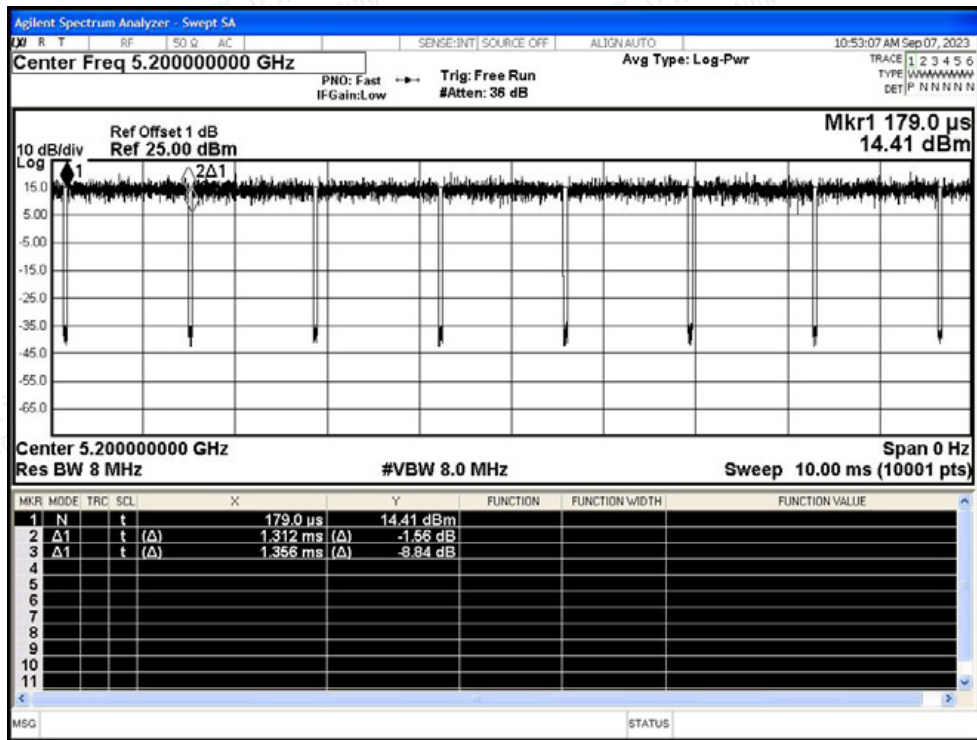 Agilent Spectrum Analyzer - Swept SA
LXI R T RF 50 Ω AC SENSE:INT SOURCE OFF ALIGNAUTO 10:53:07 AM Sep 07, 2023
Center Freq 5.200000000 GHz
PNO: Fast
IFGain:Low
Trig: Free Run
#Atten: 36 dB
Avg Type: Log-Pwr
TRACE 1 2 3 4 5 6
TYPE WWWWWW
DET P N N N N N
Mkr1 179.0 µs
14.41 dBm
Ref Offset 1 dB
10 dB/div Ref 25.00 dBm
Log
1
2Δ1
15.0
5.00
-5.00
-15.0
-25.0
-35.0
-45.0
-55.0
-65.0
Center 5.200000000 GHz Span 0 Hz
Res BW 8 MHz #VBW 8.0 MHz Sweep 10.00 ms (10001 pts)
MKR MODE TRC SCL X Y FUNCTION FUNCTION WIDTH FUNCTION VALUE
1 N t 179.0 µs 14.41 dBm
2 Δ1 t (Δ) 1.312 ms (Δ) -1.56 dB
3 Δ1 t (Δ) 1.356 ms (Δ) -8.84 dB
4
5
6
7
8
9
10
11
MSG STATUS